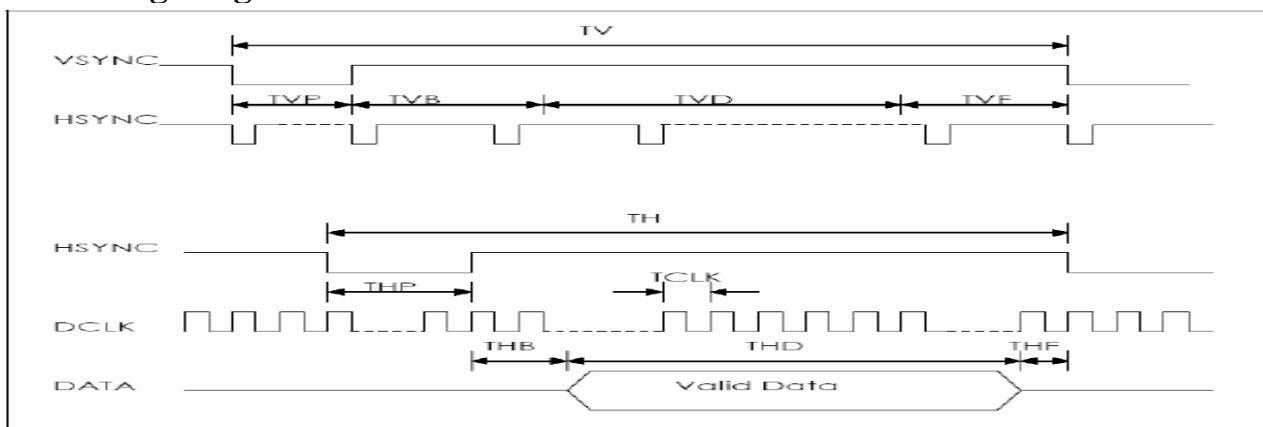 TV
VSYNC
TVP TVB TVD TVF
HSYNC
TH
HSYNC
TCLK
THP
DCLK
THB THD THF
DATA Valid Data